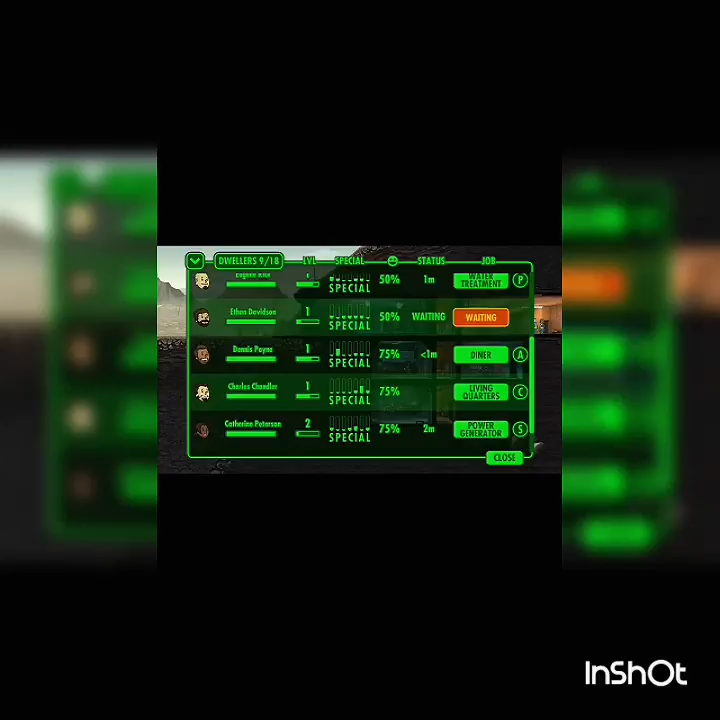 DWELLERS 9/18 LVL SPECIAL STATUS JOB
50% 1m WATER TREATMENT P
SPECIAL
Ethan Davidson 1 50% WAITING WAITING
SPECIAL
Dennis Payne 1 75% <1m DINER A
SPECIAL
Charles Chandler 1 75% LIVING QUARTERS C
SPECIAL
Catherine Peterson 2 75% 2m POWER GENERATOR S
SPECIAL
CLOSE
InShOt